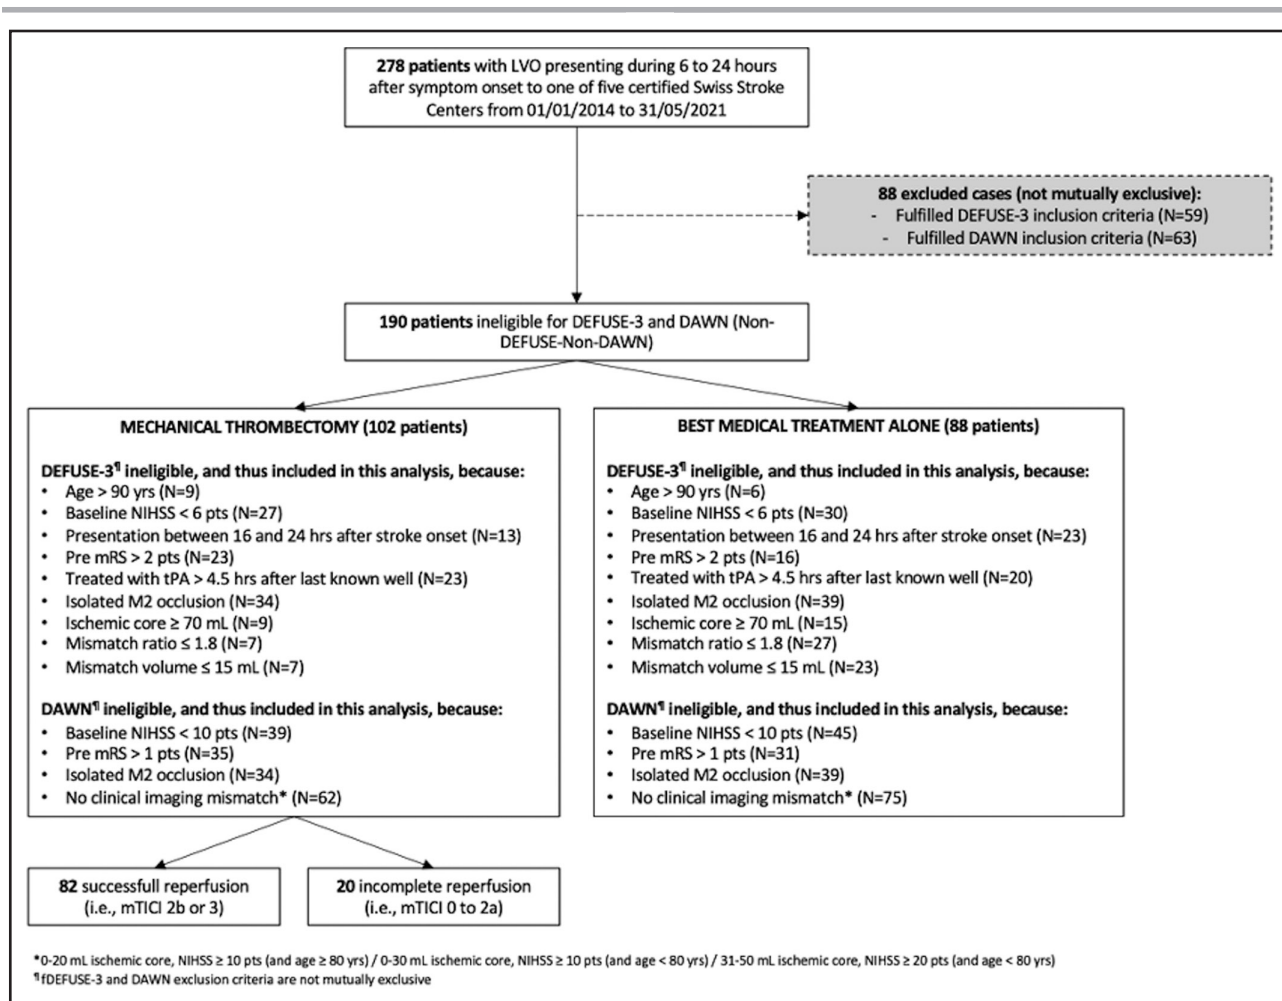 278 patients with LVO presenting during 6 to 24 hours
after symptom onset to one of five certified Swiss Stroke
Centers from 01/01/2014 to 31/05/2021
88 excluded cases (not mutually exclusive):
- Fulfilled DEFUSE-3 inclusion criteria (N=59)
- Fulfilled DAWN inclusion criteria (N=63)
190 patients ineligible for DEFUSE-3 and DAWN (Non-
DEFUSE-Non-DAWN)
MECHANICAL THROMBECTOMY (102 patients)
DEFUSE-3¶ ineligible, and thus included in this analysis, because:
• Age > 90 yrs (N=9)
• Baseline NIHSS < 6 pts (N=27)
• Presentation between 16 and 24 hrs after stroke onset (N=13)
• Pre mRS > 2 pts (N=23)
• Treated with tPA > 4.5 hrs after last known well (N=23)
• Isolated M2 occlusion (N=34)
• Ischemic core ≥ 70 mL (N=9)
• Mismatch ratio ≤ 1.8 (N=7)
• Mismatch volume ≤ 15 mL (N=7)
DAWN¶ ineligible, and thus included in this analysis, because:
• Baseline NIHSS < 10 pts (N=39)
• Pre mRS > 1 pts (N=35)
• Isolated M2 occlusion (N=34)
• No clinical imaging mismatch* (N=62)
BEST MEDICAL TREATMENT ALONE (88 patients)
DEFUSE-3¶ ineligible, and thus included in this analysis, because:
• Age > 90 yrs (N=6)
• Baseline NIHSS < 6 pts (N=30)
• Presentation between 16 and 24 hrs after stroke onset (N=23)
• Pre mRS > 2 pts (N=16)
• Treated with tPA > 4.5 hrs after last known well (N=20)
• Isolated M2 occlusion (N=39)
• Ischemic core ≥ 70 mL (N=15)
• Mismatch ratio ≤ 1.8 (N=27)
• Mismatch volume ≤ 15 mL (N=23)
DAWN¶ ineligible, and thus included in this analysis, because:
• Baseline NIHSS < 10 pts (N=45)
• Pre mRS > 1 pts (N=31)
• Isolated M2 occlusion (N=39)
• No clinical imaging mismatch* (N=75)
82 successfull reperfusion
(i.e., mTICI 2b or 3)
20 incomplete reperfusion
(i.e., mTICI 0 to 2a)
*0-20 mL ischemic core, NIHSS ≥ 10 pts (and age ≥ 80 yrs) / 0-30 mL ischemic core, NIHSS ≥ 10 pts (and age < 80 yrs) / 31-50 mL ischemic core, NIHSS ≥ 20 pts (and age < 80 yrs)
¶fDEFUSE-3 and DAWN exclusion criteria are not mutually exclusive